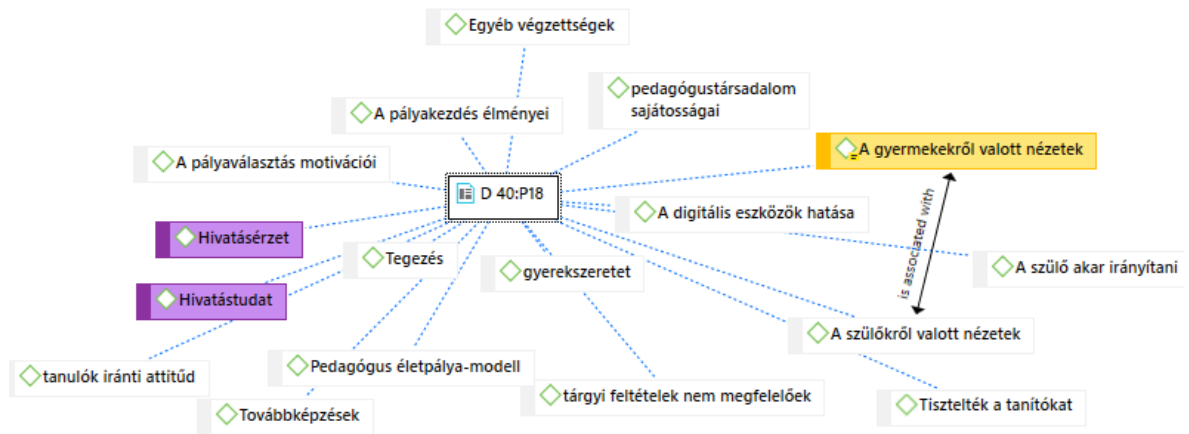 Egyéb végzettségek
pedagógustársadalom
sajátosságai
A pályakezdés élményei
A gyermekekről valott nézetek
A pályaválasztás motivációi
D 40:P18
A digitális eszközök hatása
Hivatásérzet
is associated with
Tegezés
gyerekszeretet
A szülő akar irányítani
Hivatástudat
A szülőkről valott nézetek
Pedagógus életpálya-modell
tanulók iránti attitűd
tárgyi feltételek nem megfelelőek
Tisztelték a tanítókat
Továbbképzések